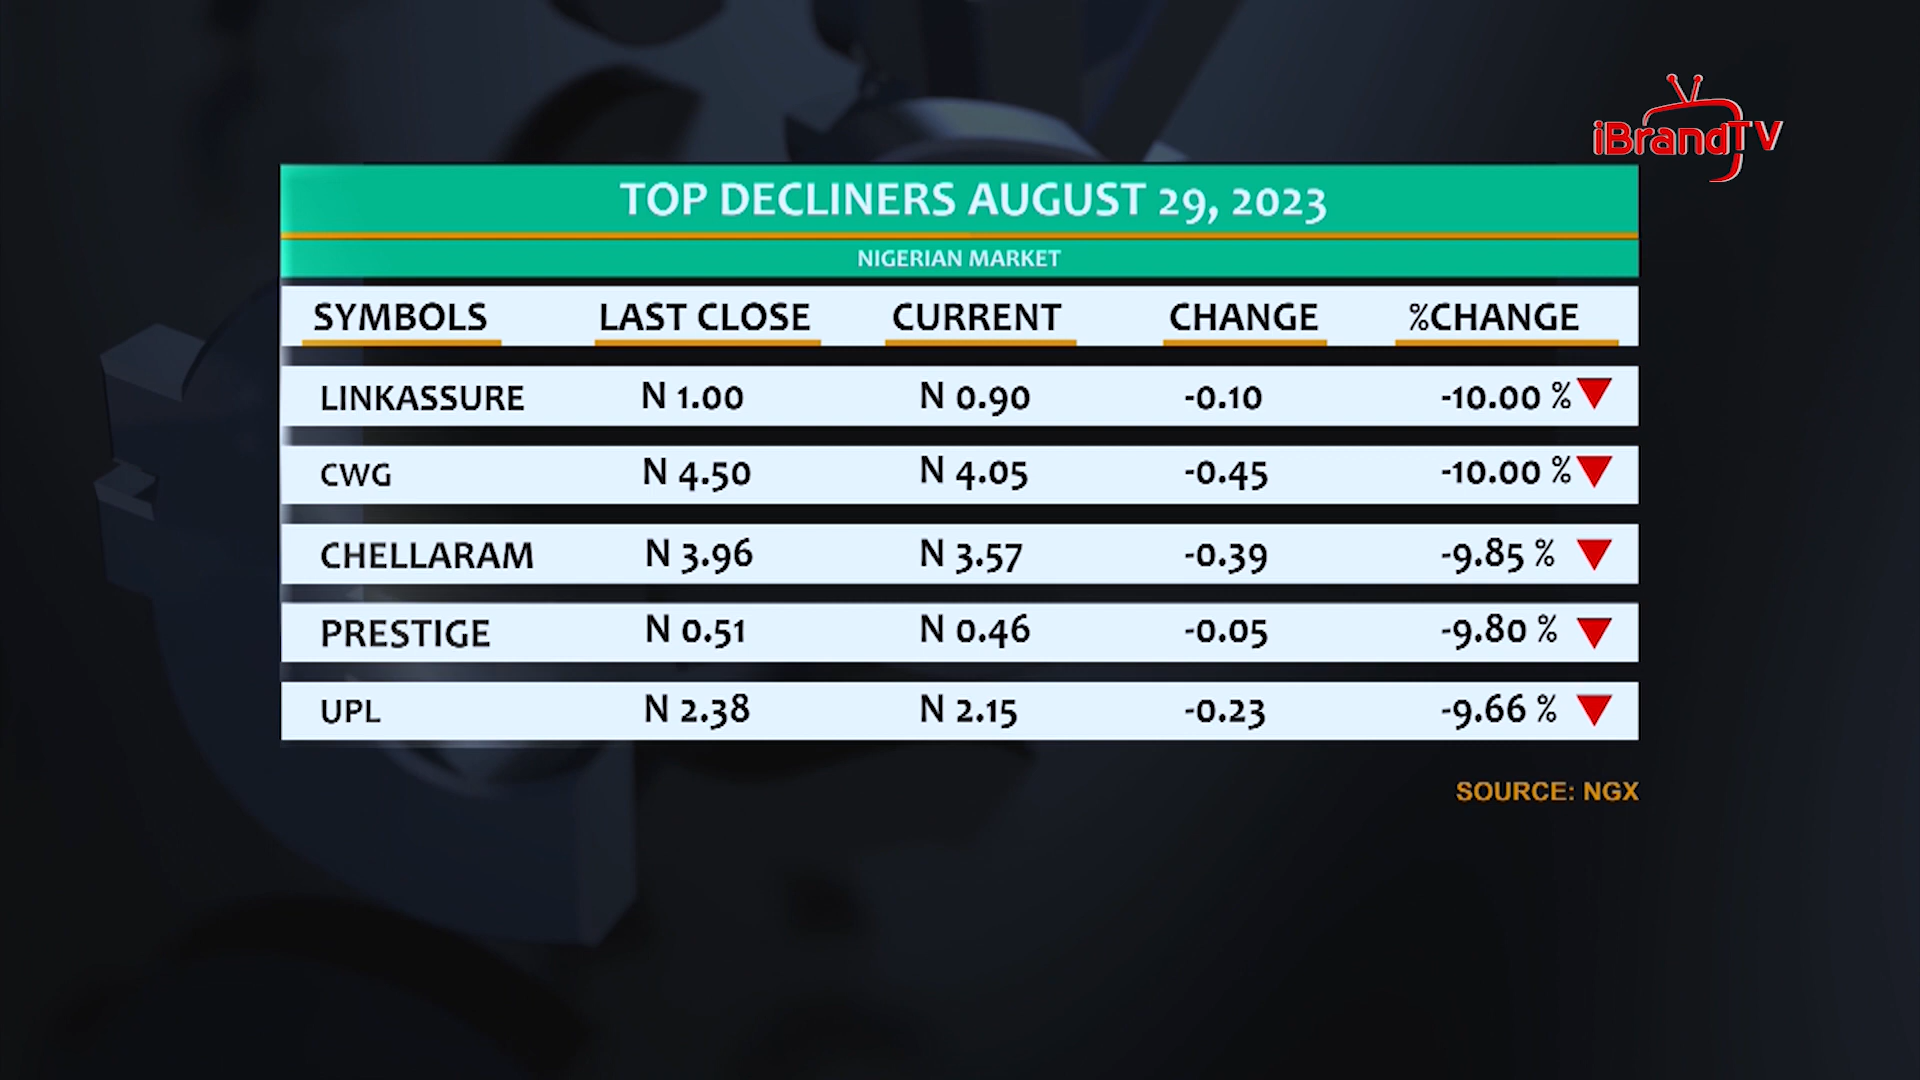 iBrandTV
TOP DECLINERS AUGUST 29, 2023
NIGERIAN MARKET
SYMBOLS LAST CLOSE CURRENT CHANGE %CHANGE
LINKASSURE N 1.00 N 0.90 -0.10 -10.00 %
CWG N 4.50 N 4.05 -0.45 -10.00 %
CHELLARAM N 3.96 N 3.57 -0.39 -9.85 %
PRESTIGE N 0.51 N 0.46 -0.05 -9.80 %
UPL N 2.38 N 2.15 -0.23 -9.66 %
SOURCE: NGX